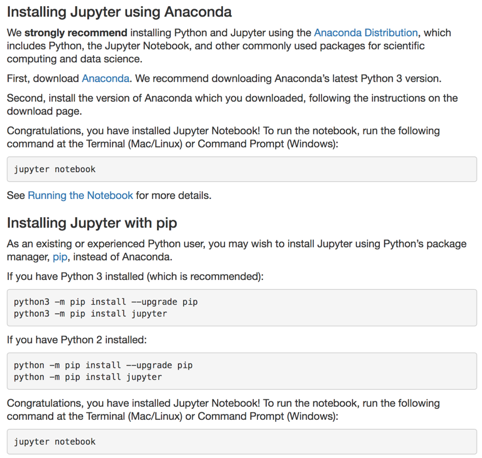 Installing Jupyter using Anaconda
We strongly recommend installing Python and Jupyter using the Anaconda Distribution, which
includes Python, the Jupyter Notebook, and other commonly used packages for scientific
computing and data science.
First, download Anaconda. We recommend downloading Anaconda's latest Python 3 version.
Second, install the version of Anaconda which you downloaded, following the instructions on the
download page.
Congratulations, you have installed Jupyter Notebook! To run the notebook, run the following
command at the Terminal (Mac/Linux) or Command Prompt (Windows):
jupyter notebook
See Running the Notebook for more details.
Installing Jupyter with pip
As an existing or experienced Python user, you may wish to install Jupyter using Python's package
manager, pip, instead of Anaconda.
If you have Python 3 installed (which is recommended):
python3 -m pip install --upgrade pip
python3 -m pip install jupyter
If you have Python 2 installed:
python -m pip install --upgrade pip
python -m pip install jupyter
Congratulations, you have installed Jupyter Notebook! To run the notebook, run the following
command at the Terminal (Mac/Linux) or Command Prompt (Windows):
jupyter notebook